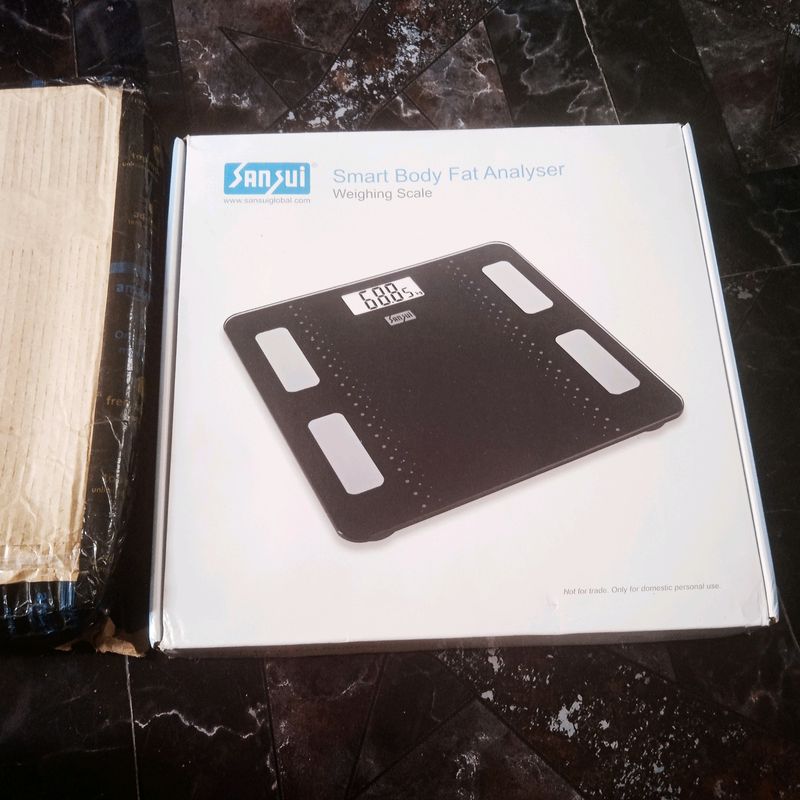 SANSUI
www.sansuiglobal.com
Smart Body Fat Analyser
Weighing Scale
SANSUI
Not for trade. Only for domestic personal use.